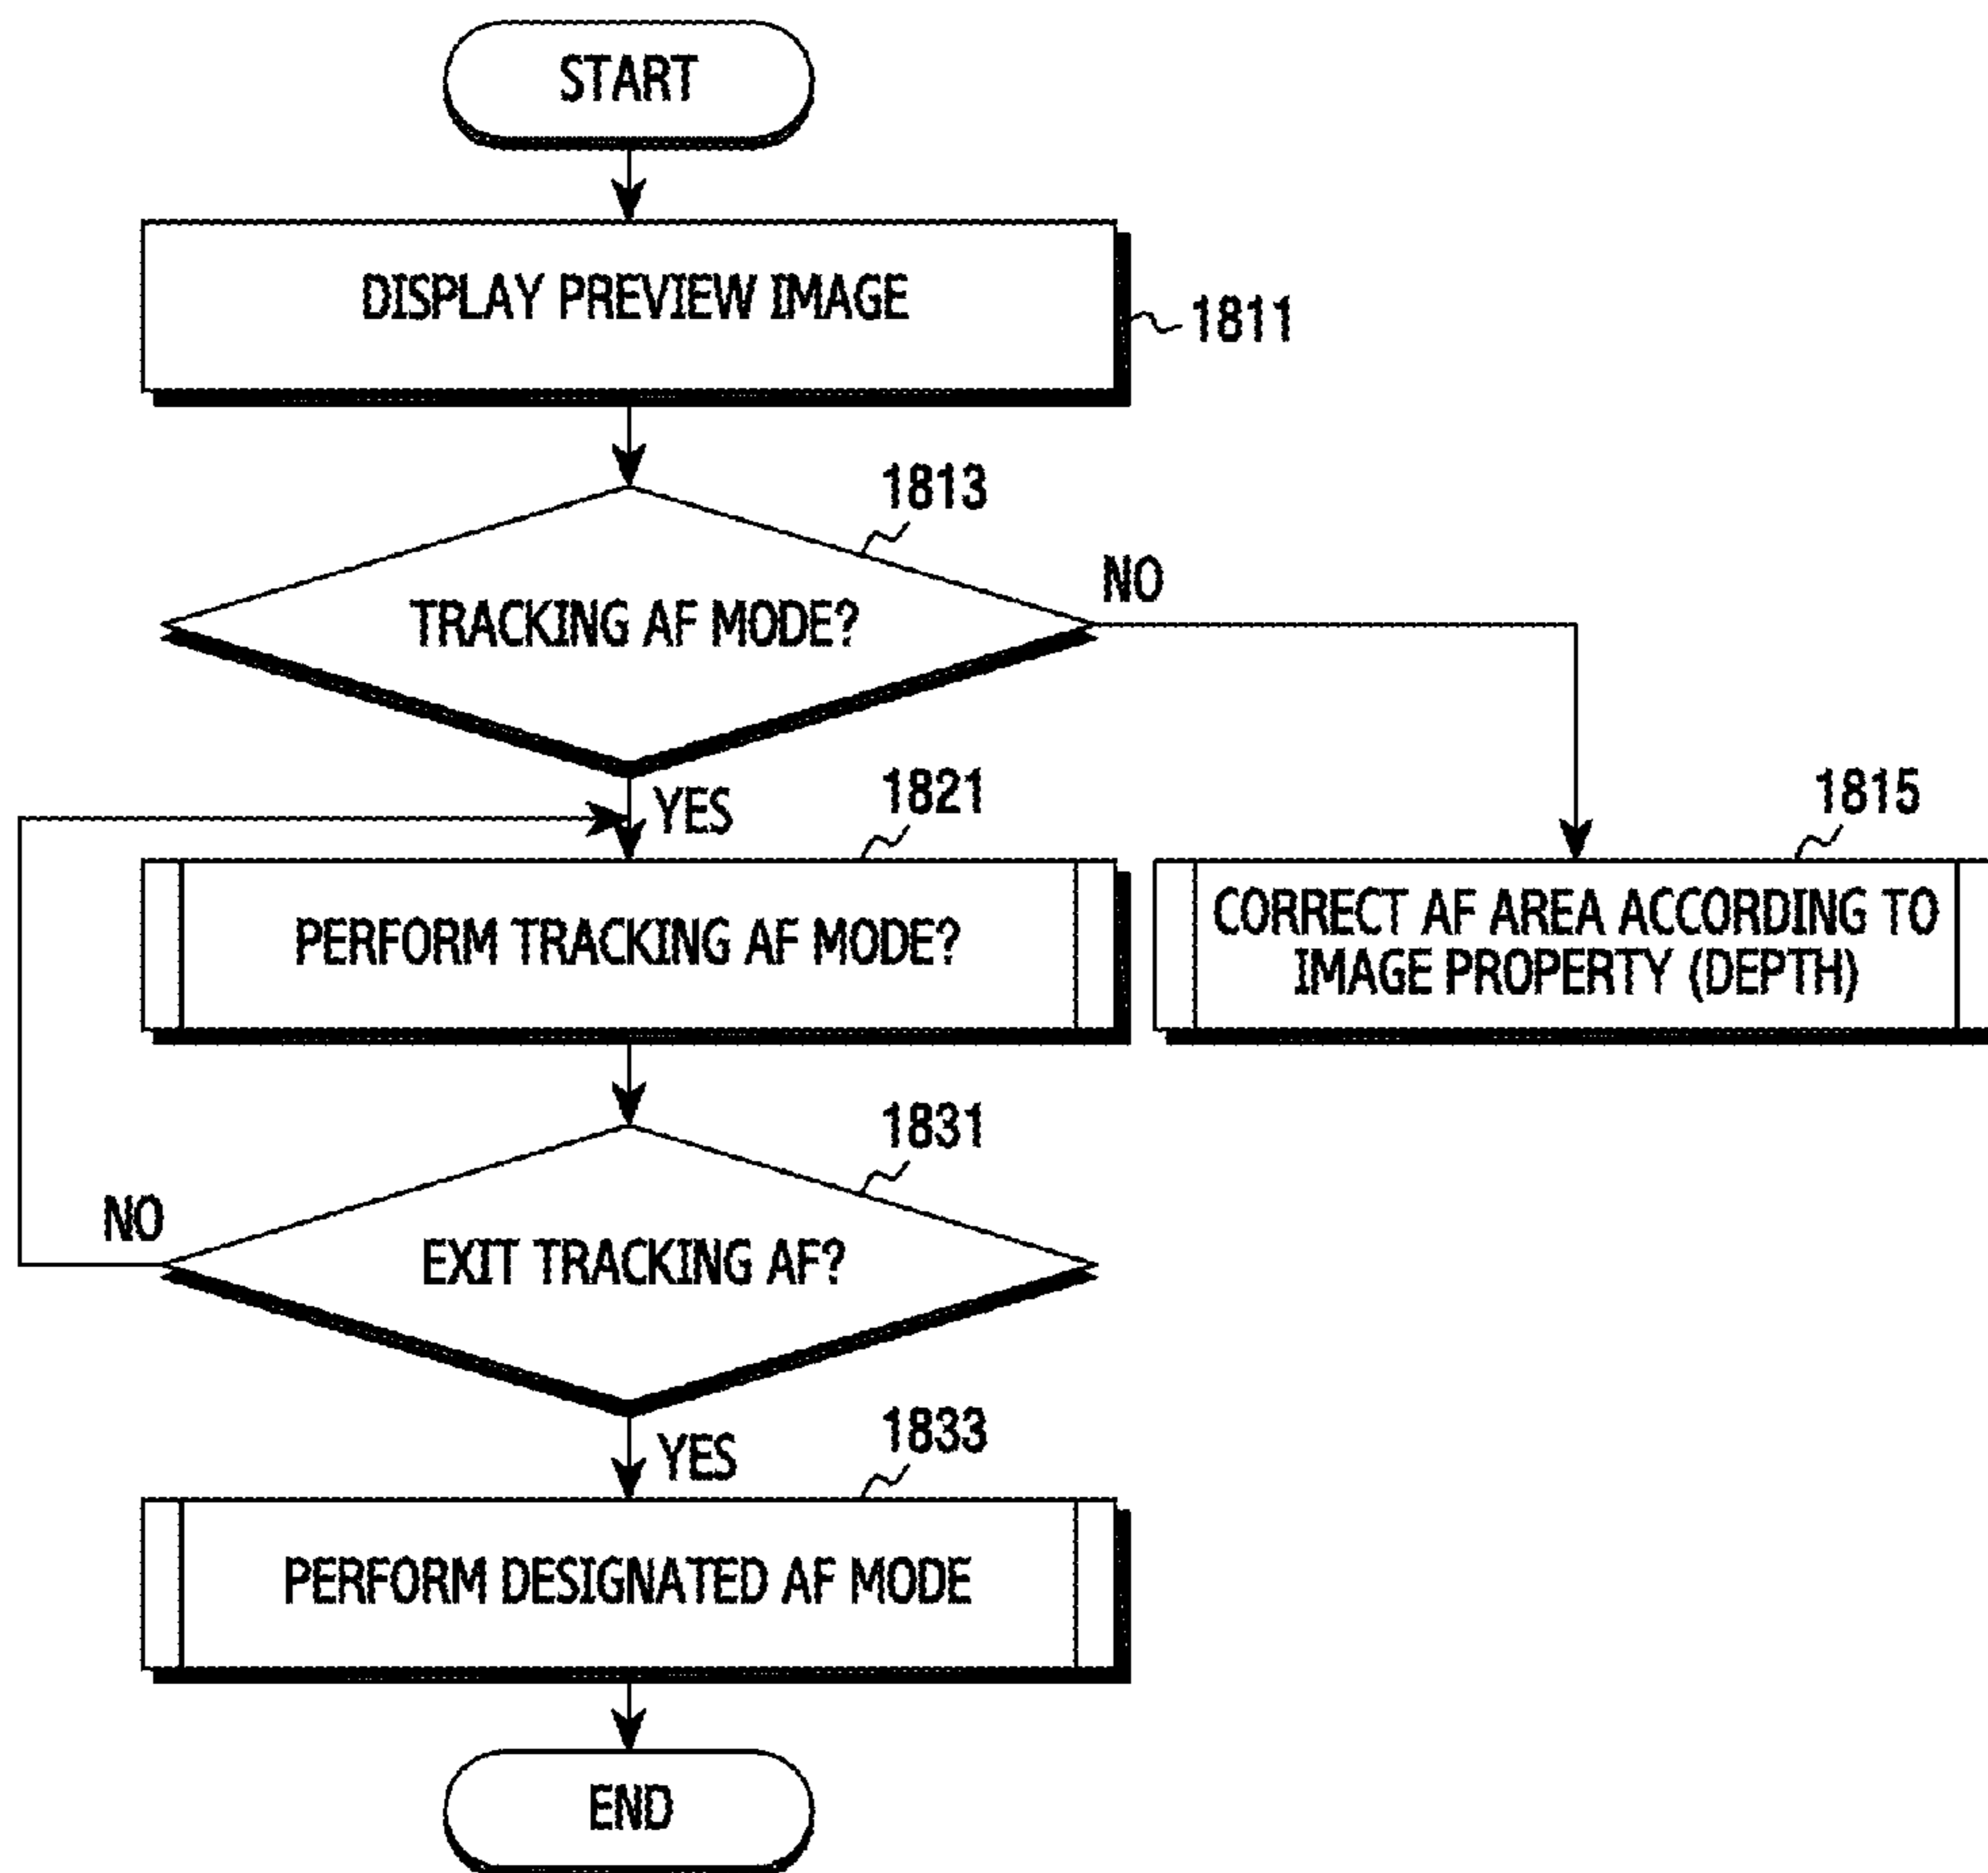 START
DISPLAY PREVIEW IMAGE
1811
1813
TRACKING AF MODE?
NO
YES
1821
PERFORM TRACKING AF MODE?
1815
CORRECT AF AREA ACCORDING TO
IMAGE PROPERTY (DEPTH)
1831
EXIT TRACKING AF?
NO
YES
1833
PERFORM DESIGNATED AF MODE
END